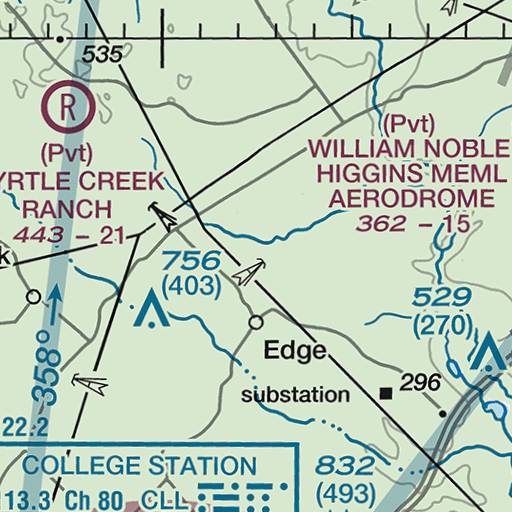 535
R
(Pvt)
YRTLE CREEK
RANCH
443 - 21
(Pvt)
WILLIAM NOBLE
HIGGINS MEML
AERODROME
362 - 15
k
756
(403)
529
(270)
358°
Edge
substation
296
22.2
COLLEGE STATION
113.3 Ch 80 CLL
832
(493)